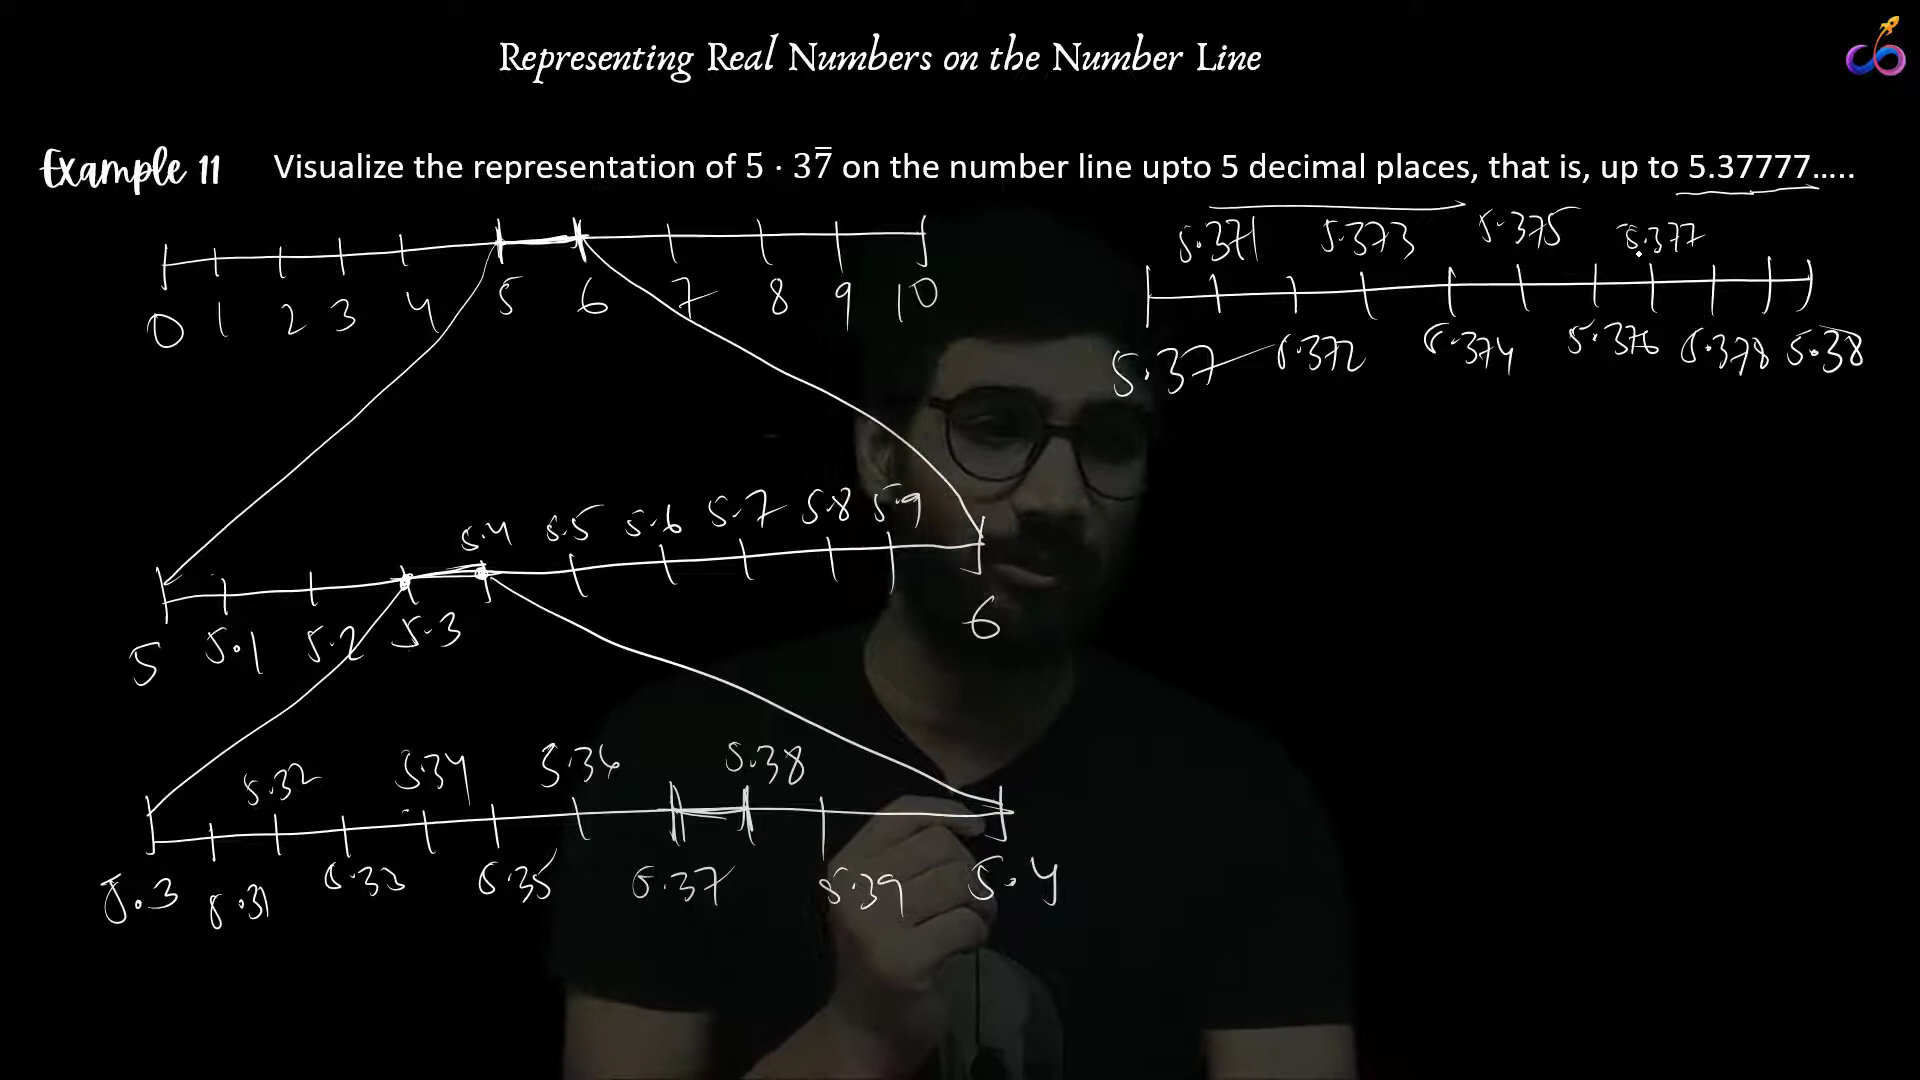 Representing Real Numbers on the Number Line
Example 11 Visualize the representation of 5 · 37̅ on the number line upto 5 decimal places, that is, up to 5.37777.....
0 1 2 3 4 5 6 7 8 9 10
5.371 5.373 5.375 5.377
5.37 5.372 5.374 5.376 5.378 5.38
5.4 5.5 5.6 5.7 5.8 5.9
5 5.1 5.2 5.3 6
5.32 5.34 5.36 5.38
5.3 5.31 5.33 5.35 5.37 5.39 5.4